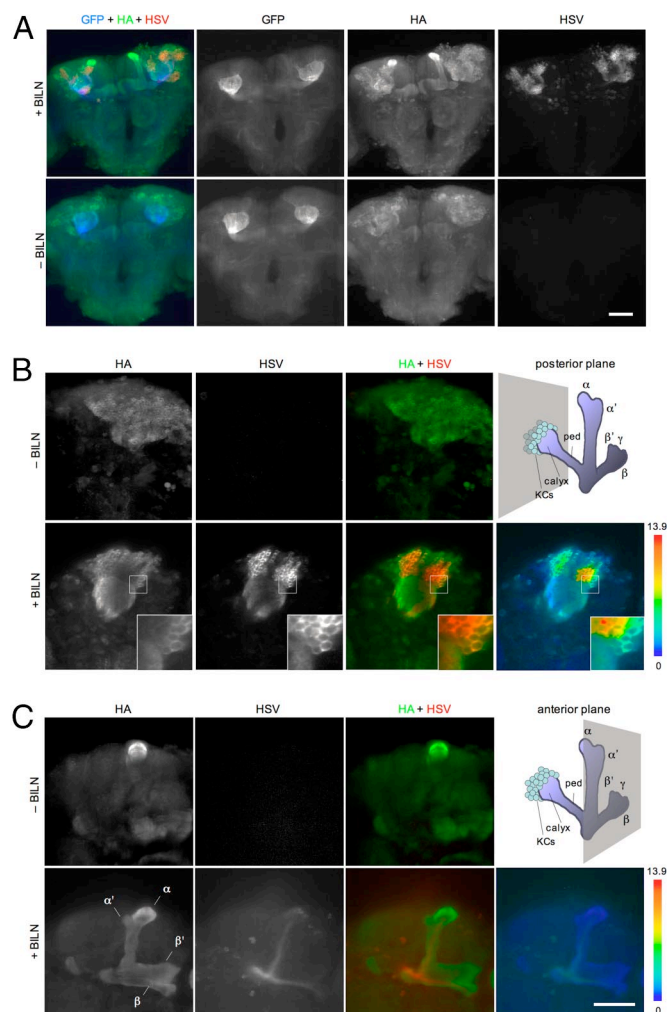 A
GFP + HA + HSV GFP HA HSV
+ BILN
– BILN
B
HA HSV HA + HSV posterior plane
– BILN
α
α'
β' γ
ped
calyx
β
KCs
+ BILN
13.9
0
C
HA HSV HA + HSV anterior plane
– BILN
α
α'
β' γ
ped
calyx
β
KCs
+ BILN
α' α
β'
β
13.9
0